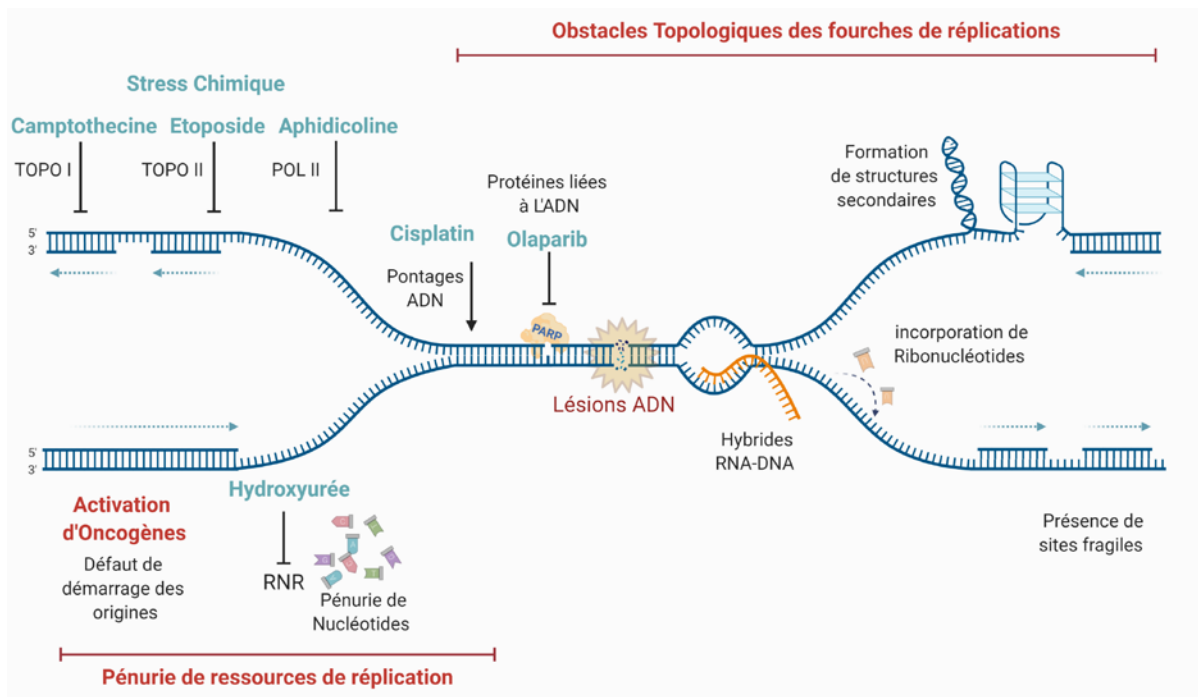 Obstacles Topologiques des fourches de réplications
Stress Chimique
Camptothecine Etoposide Aphidicoline
TOPO I
TOPO II
POL II
Protéines liées
à L'ADN
Cisplatin
Olaparib
Pontages
ADN
PARP
Lésions ADN
Formation
de structures
secondaires
5'
3'
incorporation de
Ribonucléotides
Hybrides
RNA-DNA
5'
3'
Activation
d'Oncogènes
Défaut de
démarrage des
origines
Hydroxyurée
RNR
Pénurie de
Nucléotides
Présence de
sites fragiles
Pénurie de ressources de réplication